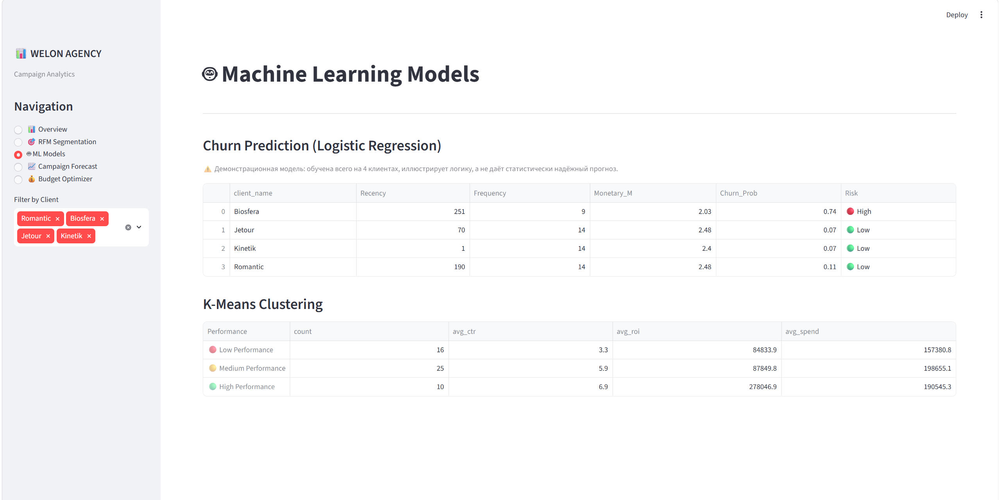 Deploy
📊 WELON AGENCY
Campaign Analytics
Navigation
📊 Overview
🎯 RFM Segmentation
ML Models
📈 Campaign Forecast
💰 Budget Optimizer
Filter by Client
Romantic × Biosfera ×
Jetour × Kinetik ×
Machine Learning Models
Churn Prediction (Logistic Regression)
⚠️ Демонстрационная модель: обучена всего на 4 клиентах, иллюстрирует логику, а не даёт статистически надёжный прогноз.
client_name Recency Frequency Monetary_M Churn_Prob Risk
0 Biosfera 251 9 2.03 0.74 🔴 High
1 Jetour 70 14 2.48 0.07 🟢 Low
2 Kinetik 1 14 2.4 0.07 🟢 Low
3 Romantic 190 14 2.48 0.11 🟢 Low
K-Means Clustering
Performance count avg_ctr avg_roi avg_spend
🔴 Low Performance 16 3.3 84833.9 157380.8
🟡 Medium Performance 25 5.9 87849.8 198655.1
🟢 High Performance 10 6.9 278046.9 190545.3